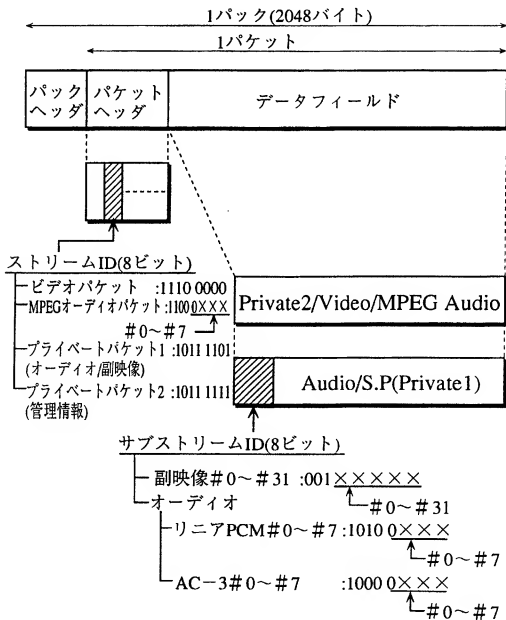 1パック(2048バイト)
1パケット
パック
ヘッダ
パケット
ヘッダ
データフィールド
ストリームID(8ビット)
ビデオパケット :1110 0000
MPEGオーディオパケット:1100 0×××
#0~#7
プライベートパケット1 :1011 1101
(オーディオ/副映像)
プライベートパケット2 :1011 1111
(管理情報)
Private2/Video/MPEG Audio
Audio/S.P(Private1)
サブストリームID(8ビット)
副映像#0~#31 :001×××××
#0~#31
オーディオ
リニアPCM#0~#7 :1010 0×××
#0~#7
AC-3#0~#7 :1000 0×××
#0~#7